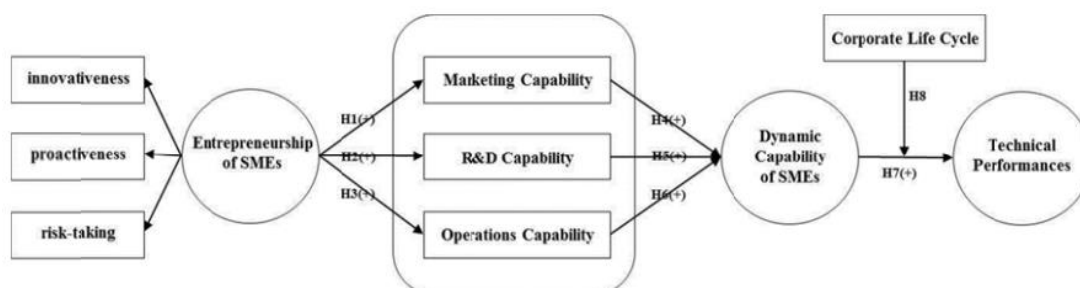 innovativeness
proactiveness
risk-taking
Entrepreneurship
of SMEs
H1(+)
H2(+)
H3(+)
Marketing Capability
R&D Capability
Operations Capability
H4(+)
H5(+)
H6(+)
Dynamic
Capability
of SMEs
Corporate Life Cycle
H8
H7(+)
Technical
Performances